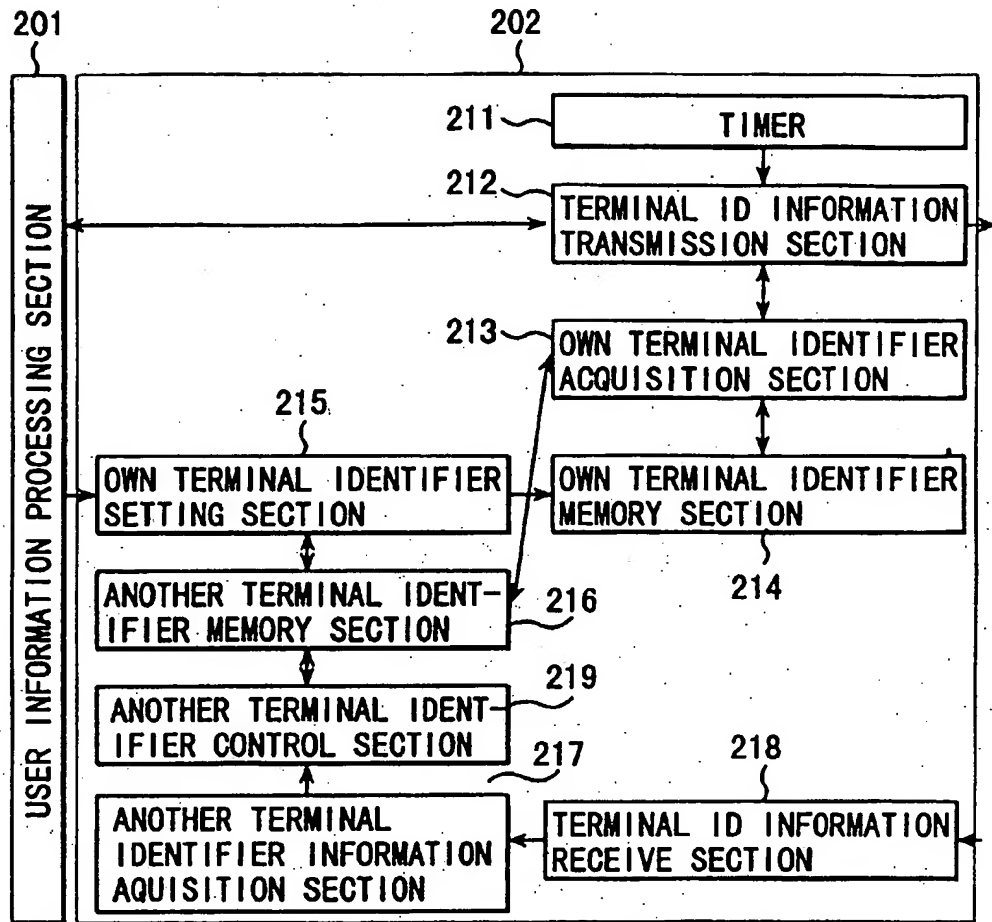 201
202
USER INFORMATION PROCESSING SECTION
211
TIMER
212
TERMINAL ID INFORMATION
TRANSMISSION SECTION
213
OWN TERMINAL IDENTIFIER
ACQUISITION SECTION
215
OWN TERMINAL IDENTIFIER
SETTING SECTION
OWN TERMINAL IDENTIFIER
MEMORY SECTION
214
ANOTHER TERMINAL IDENT-
IFIER MEMORY SECTION
216
219
ANOTHER TERMINAL IDENT-
IFIER CONTROL SECTION
217
218
ANOTHER TERMINAL
IDENTIFIER INFORMATION
AQUISITION SECTION
TERMINAL ID INFORMATION
RECEIVE SECTION